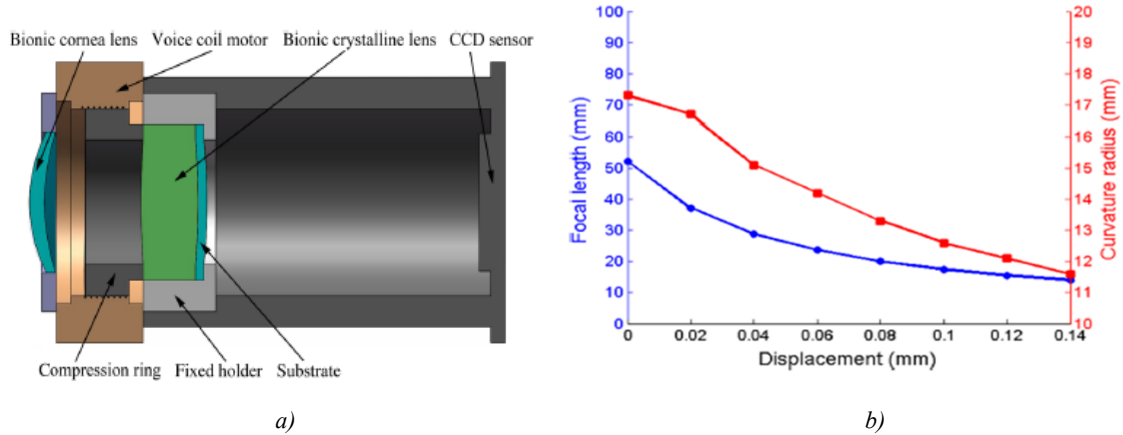 Bionic cornea lens Voice coil motor Bionic crystalline lens CCD sensor
Compression ring Fixed holder Substrate
a)
100
90
80
70
60
50
40
30
20
10
0
Focal length (mm)
20
19
18
17
16
15
14
13
12
11
10
Curvature radius (mm)
0 0.02 0.04 0.06 0.08 0.1 0.12 0.14
Displacement (mm)
b)